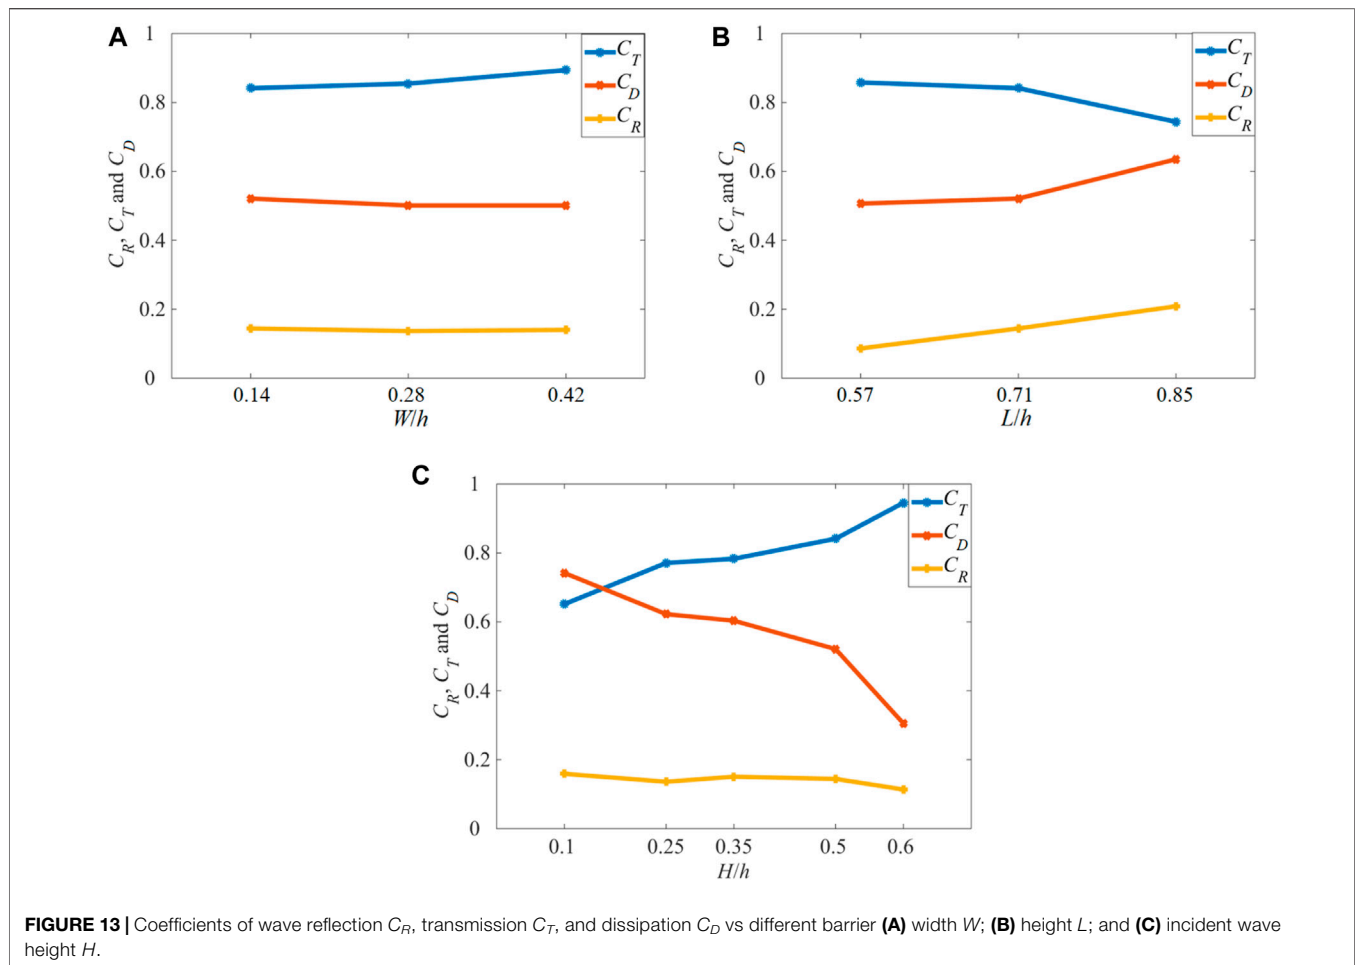 A
1
0.8
0.6
0.4
0.2
0
C_R, C_T and C_D
C_T
C_D
C_R
0.14 0.28 0.42
W/h
B
1
0.8
0.6
0.4
0.2
0
C_R, C_T and C_D
C_T
C_D
C_R
0.57 0.71 0.85
L/h
C
1
0.8
0.6
0.4
0.2
0
C_R, C_T and C_D
C_T
C_D
C_R
0.1 0.25 0.35 0.5 0.6
H/h
FIGURE 13 | Coefficients of wave reflection C_R, transmission C_T, and dissipation C_D vs different barrier (A) width W; (B) height L; and (C) incident wave
height H.